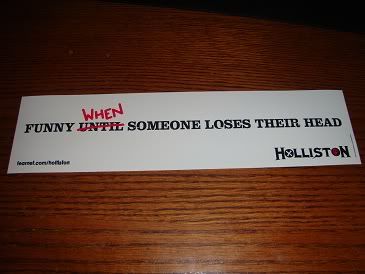 WHEN
FUNNY UNTIL SOMEONE LOSES THEIR HEAD
fearnet.com/holliston
HOLLISTON